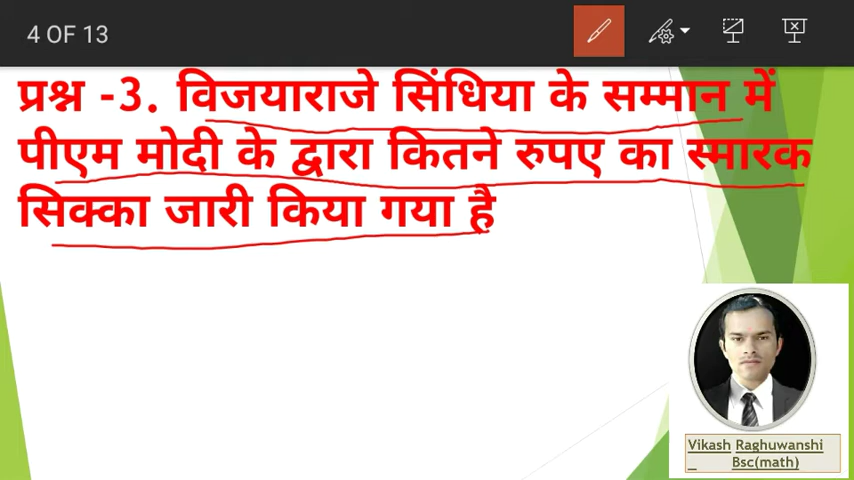 4 OF 13
प्रश्न -3. विजयाराजे सिंधिया के सम्मान में
पीएम मोदी के द्वारा कितने रुपए का स्मारक
सिक्का जारी किया गया है
Vikash Raghuwanshi
_ Bsc(math)